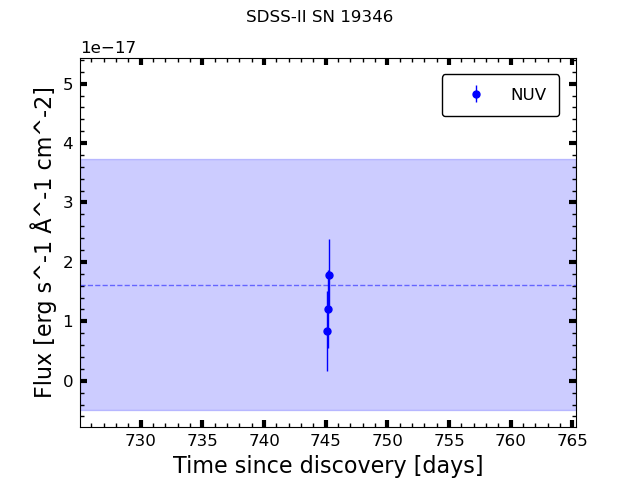 SDSS-II SN 19346
1e−17
NUV
5
4
3
2
1
0
Flux [erg s^-1 Å^-1 cm^-2]
730 735 740 745 750 755 760 765
Time since discovery [days]